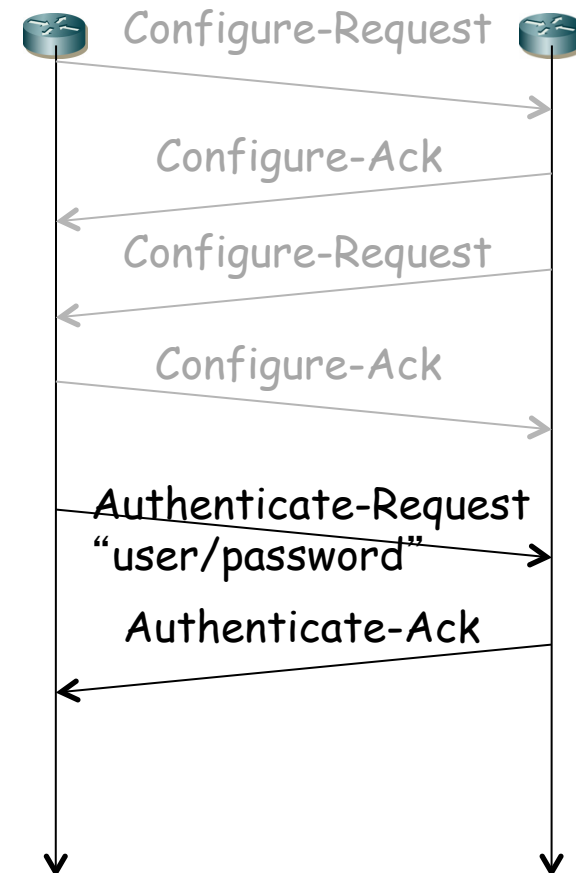 Configure-Request
Configure-Ack
Configure-Request
Configure-Ack
Authenticate-Request
“user/password”
Authenticate-Ack